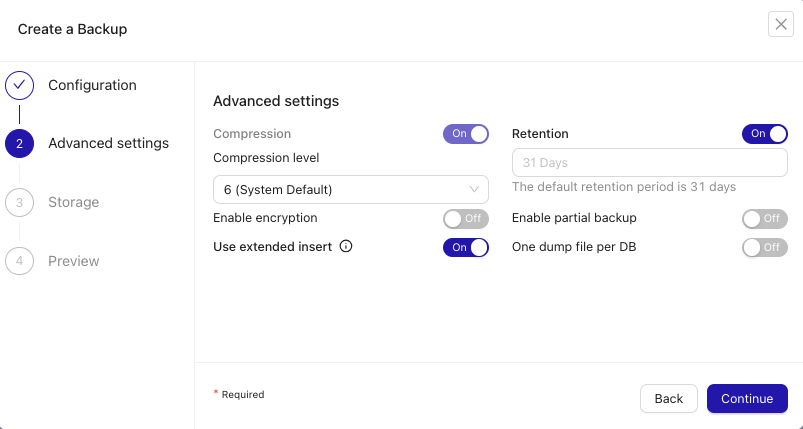 Create a Backup
Configuration
2 Advanced settings
3 Storage
4 Preview
Advanced settings
Compression On
Compression level
6 (System Default)
Enable encryption Off
Use extended insert On
Retention On
31 Days
The default retention period is 31 days
Enable partial backup Off
One dump file per DB Off
* Required
Back Continue